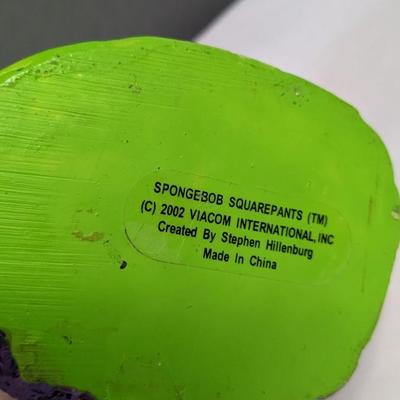 SPONGEBOB SQUAREPANTS (TM)
(C) 2002 VIACOM INTERNATIONAL, INC
Created By Stephen Hillenburg
Made In China